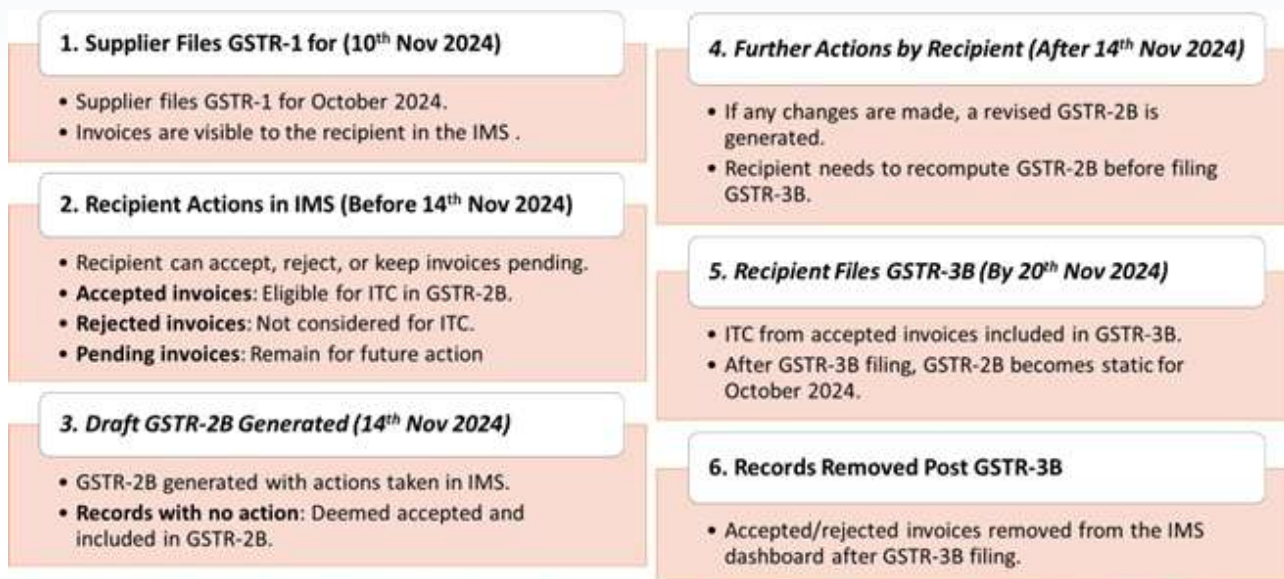 1. Supplier Files GSTR-1 for (10th Nov 2024)
• Supplier files GSTR-1 for October 2024.
• Invoices are visible to the recipient in the IMS .
2. Recipient Actions in IMS (Before 14th Nov 2024)
• Recipient can accept, reject, or keep invoices pending.
• Accepted invoices: Eligible for ITC in GSTR-2B.
• Rejected invoices: Not considered for ITC.
• Pending invoices: Remain for future action
3. Draft GSTR-2B Generated (14th Nov 2024)
• GSTR-2B generated with actions taken in IMS.
• Records with no action: Deemed accepted and
included in GSTR-2B.
4. Further Actions by Recipient (After 14th Nov 2024)
• If any changes are made, a revised GSTR-2B is
generated.
• Recipient needs to recompute GSTR-2B before filing
GSTR-3B.
5. Recipient Files GSTR-3B (By 20th Nov 2024)
• ITC from accepted invoices included in GSTR-3B.
• After GSTR-3B filing, GSTR-2B becomes static for
October 2024.
6. Records Removed Post GSTR-3B
• Accepted/rejected invoices removed from the IMS
dashboard after GSTR-3B filing.